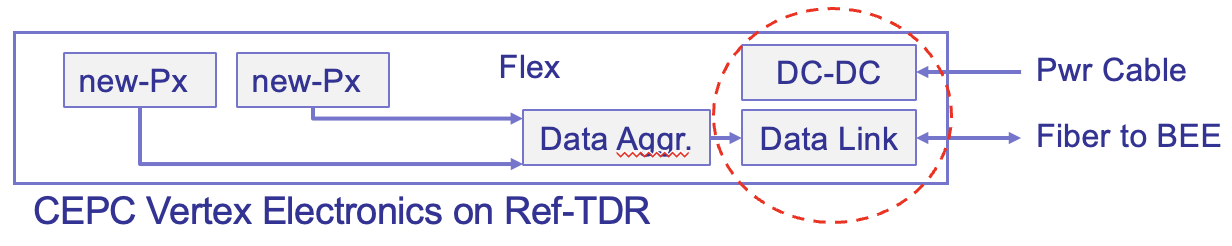 new-Px
new-Px
Flex
DC-DC
Pwr Cable
Data Aggr.
Data Link
Fiber to BEE
CEPC Vertex Electronics on Ref-TDR